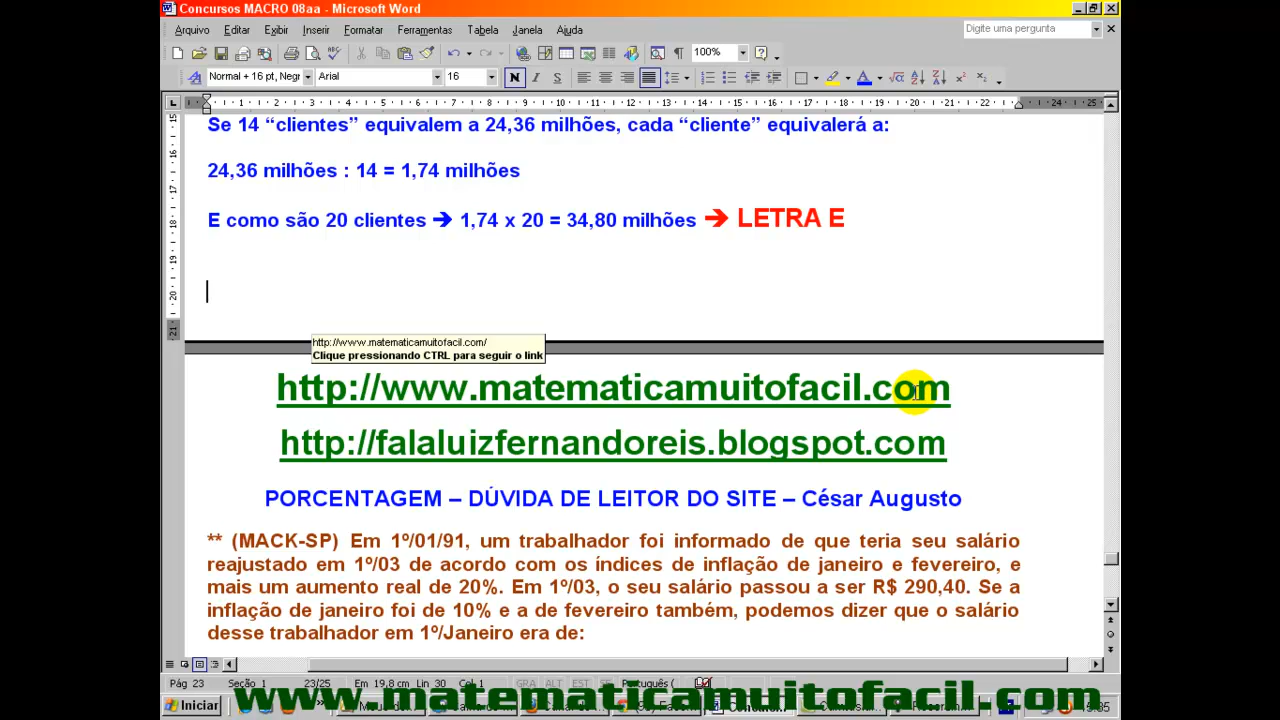 Concursos MACRO 08aa - Microsoft Word
Arquivo Editar Exibir Inserir Formatar Ferramentas Tabela Janela Ajuda
Digite uma pergunta
100%
Normal + 16 pt, Negr Arial 16 N I S
Se 14 “clientes” equivalem a 24,36 milhões, cada “cliente” equivalerá a:
24,36 milhões : 14 = 1,74 milhões
E como são 20 clientes ➔ 1,74 x 20 = 34,80 milhões ➔ LETRA E
http://www.matematicamuitofacil.com/
Clique pressionando CTRL para seguir o link
http://www.matematicamuitofacil.com
http://falaluizfernandoreis.blogspot.com
PORCENTAGEM – DÚVIDA DE LEITOR DO SITE – César Augusto
** (MACK-SP) Em 1º/01/91, um trabalhador foi informado de que teria seu salário
reajustado em 1º/03 de acordo com os índices de inflação de janeiro e fevereiro, e
mais um aumento real de 20%. Em 1º/03, o seu salário passou a ser R$ 290,40. Se a
inflação de janeiro foi de 10% e a de fevereiro também, podemos dizer que o salário
desse trabalhador em 1º/Janeiro era de:
Pág 23 Seção 1 23/25 Em 19,8 cm Lin 30 Col 1 GRA ALT EST SE Português (
www.matematicamuitofacil.com
Iniciar